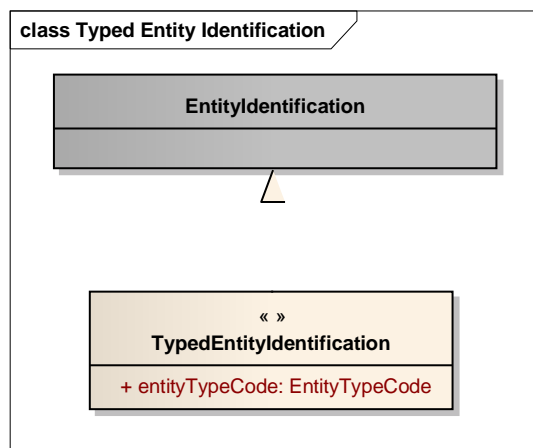 class Typed Entity Identification
EntityIdentification
« »
TypedEntityIdentification
+ entityTypeCode: EntityTypeCode